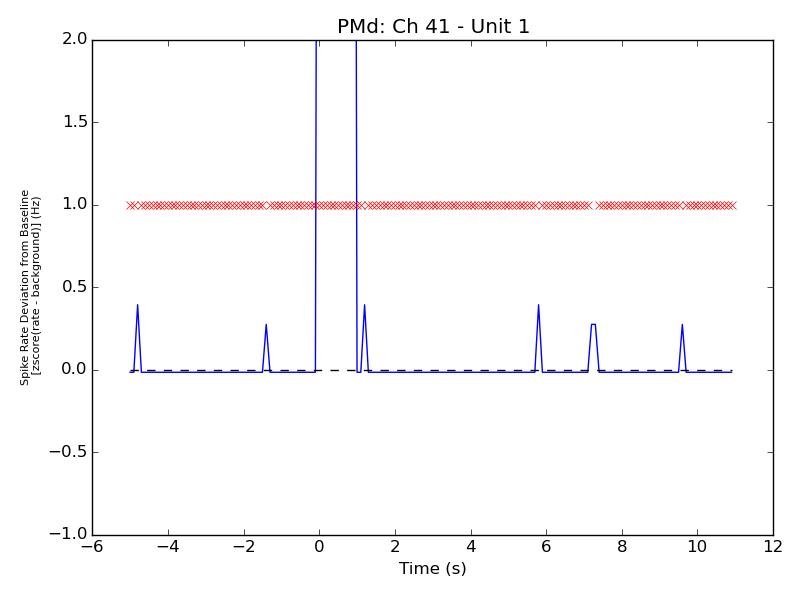 PMd: Ch 41 - Unit 1
2.0
1.5
1.0
0.5
0.0
−0.5
−1.0
Spike Rate Deviation from Baseline
[zscore(rate - background)] (Hz)
−6 −4 −2 0 2 4 6 8 10 12
Time (s)